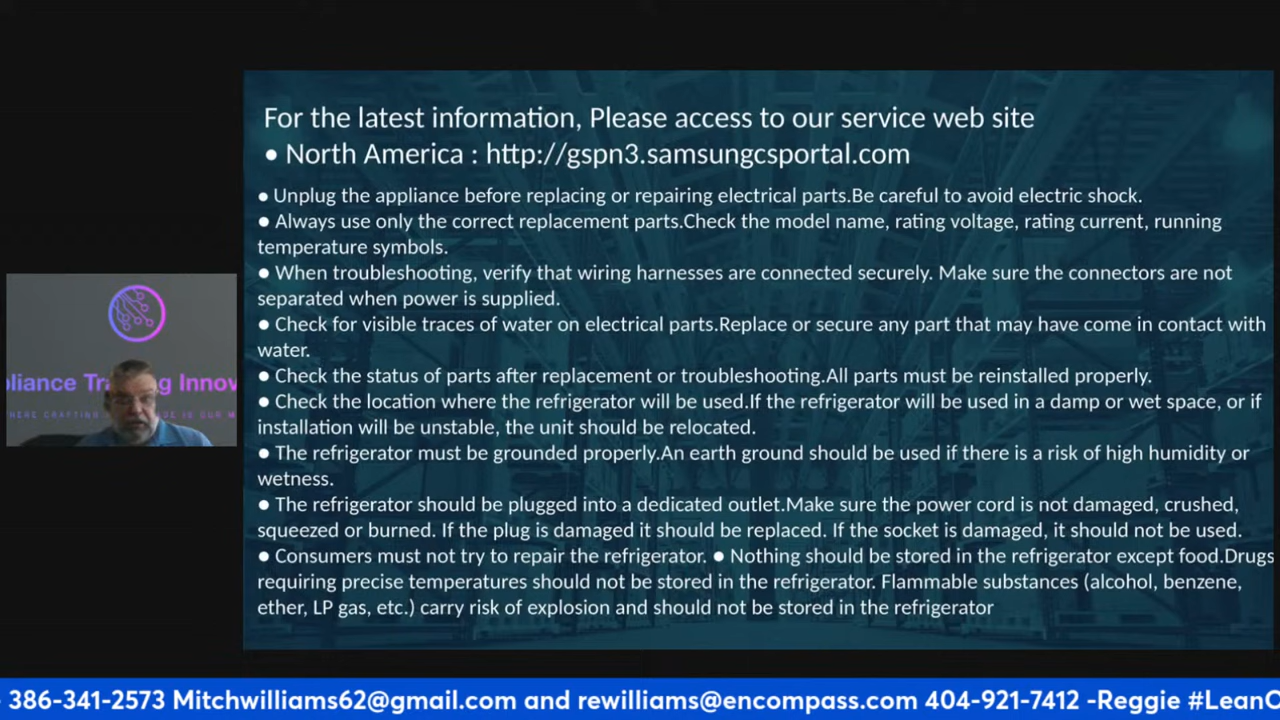 For the latest information, Please access to our service web site
● North America : http://gspn3.samsungcsportal.com
● Unplug the appliance before replacing or repairing electrical parts.Be careful to avoid electric shock.
● Always use only the correct replacement parts.Check the model name, rating voltage, rating current, running
temperature symbols.
● When troubleshooting, verify that wiring harnesses are connected securely. Make sure the connectors are not
separated when power is supplied.
● Check for visible traces of water on electrical parts.Replace or secure any part that may have come in contact with
water.
● Check the status of parts after replacement or troubleshooting.All parts must be reinstalled properly.
● Check the location where the refrigerator will be used.If the refrigerator will be used in a damp or wet space, or if
installation will be unstable, the unit should be relocated.
● The refrigerator must be grounded properly.An earth ground should be used if there is a risk of high humidity or
wetness.
● The refrigerator should be plugged into a dedicated outlet.Make sure the power cord is not damaged, crushed,
squeezed or burned. If the plug is damaged it should be replaced. If the socket is damaged, it should not be used.
● Consumers must not try to repair the refrigerator. ● Nothing should be stored in the refrigerator except food.Drugs
requiring precise temperatures should not be stored in the refrigerator. Flammable substances (alcohol, benzene,
ether, LP gas, etc.) carry risk of explosion and should not be stored in the refrigerator
pliance Tra g Innov
HERE CRAFTING
386-341-2573 Mitchwilliams62@gmail.com and rewilliams@encompass.com 404-921-7412 -Reggie #LeanO